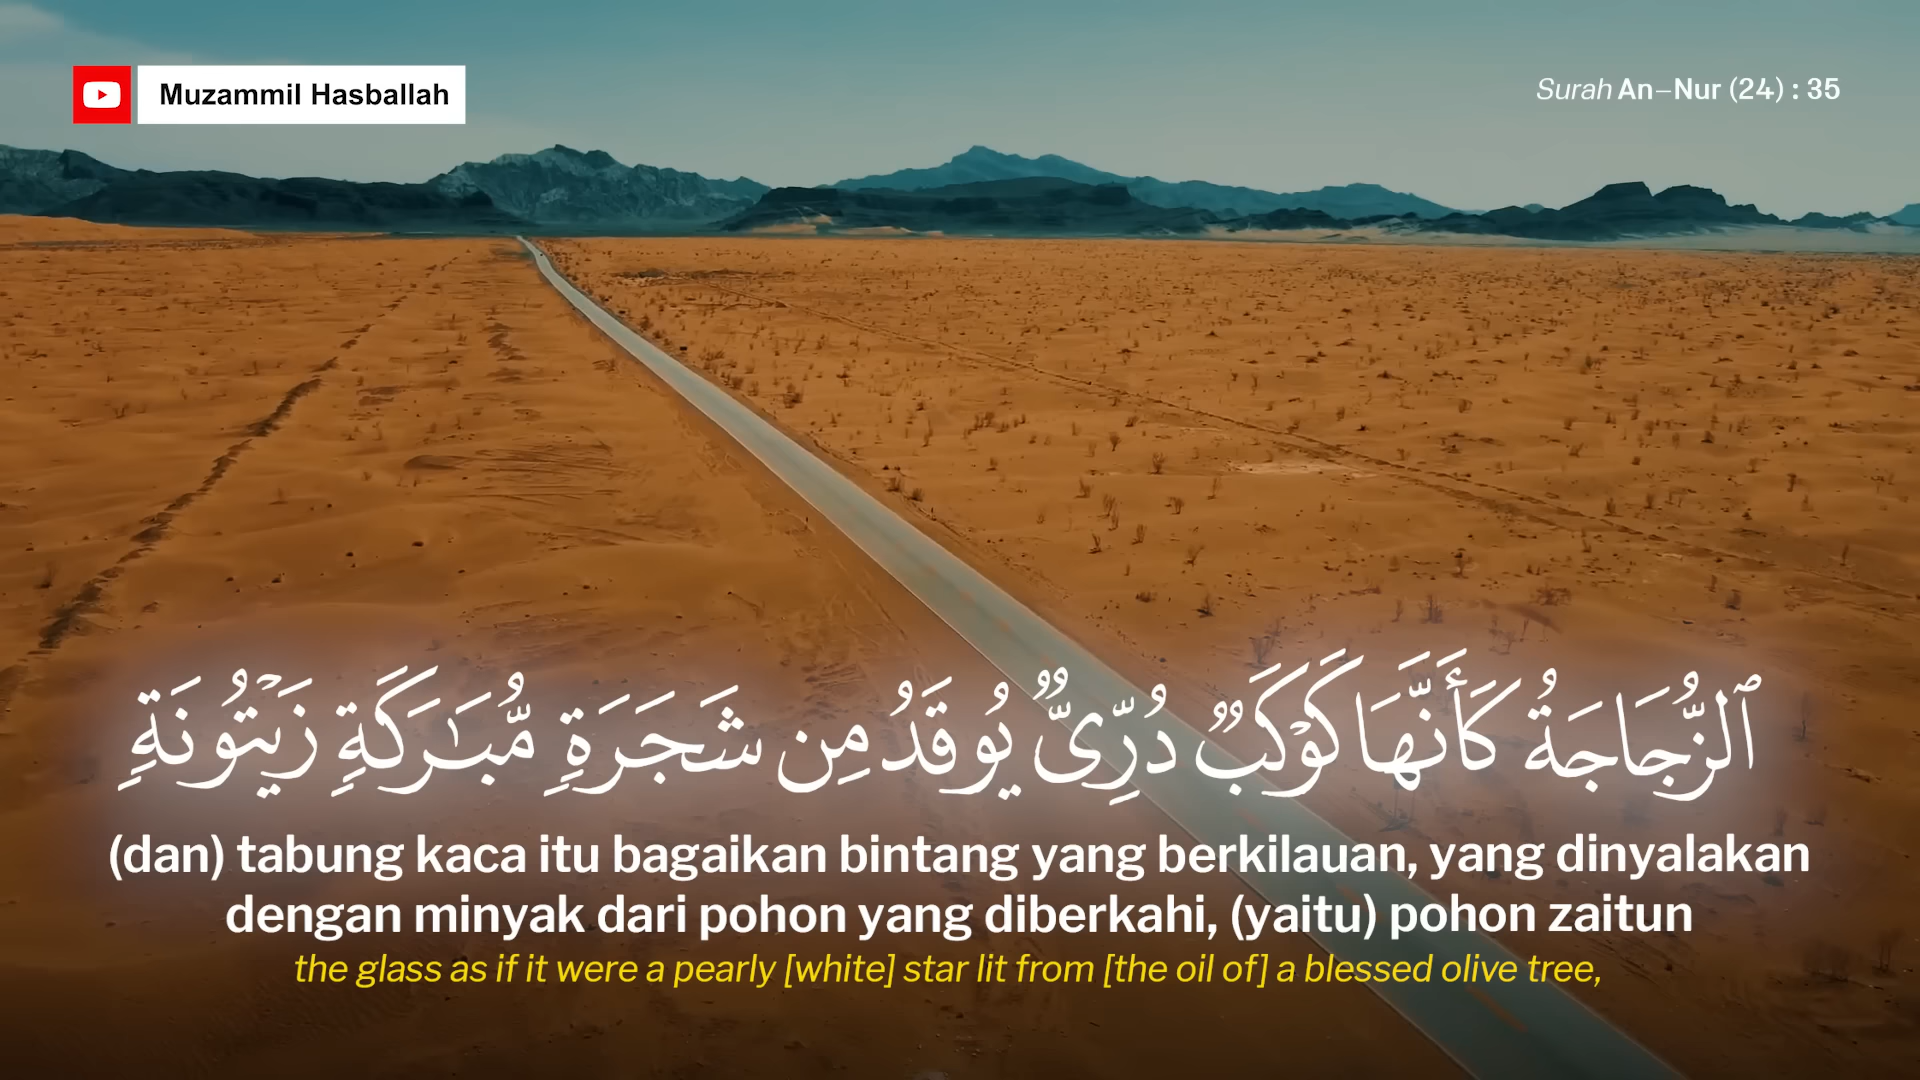 Muzammil Hasballah
Surah An–Nur (24) : 35
ٱلزُّجَاجَةُ كَأَنَّهَا كَوْكَبٌ دُرِّىٌّ يُوقَدُ مِن شَجَرَةٍ مُّبَٰرَكَةٍ زَيْتُونَةٍ
(dan) tabung kaca itu bagaikan bintang yang berkilauan, yang dinyalakan
dengan minyak dari pohon yang diberkahi, (yaitu) pohon zaitun
the glass as if it were a pearly [white] star lit from [the oil of] a blessed olive tree,